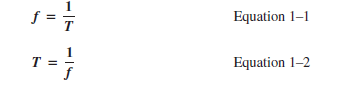 f = 1/T Equation 1–1
T = 1/f Equation 1–2